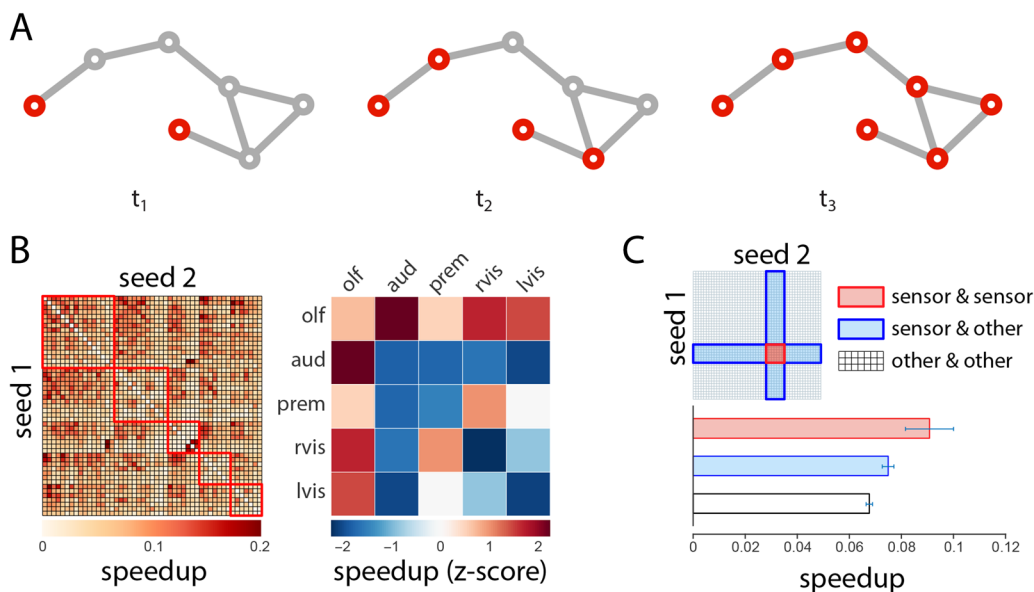 A
t1
t2
t3
B
seed 2
seed 1
0
0.1
0.2
speedup
olf
aud
prem
rvis
lvis
olf
aud
prem
rvis
lvis
−2
−1
0
1
2
speedup (z-score)
C
seed 2
seed 1
sensor & sensor
sensor & other
other & other
0
0.02
0.04
0.06
0.08
0.1
0.12
speedup